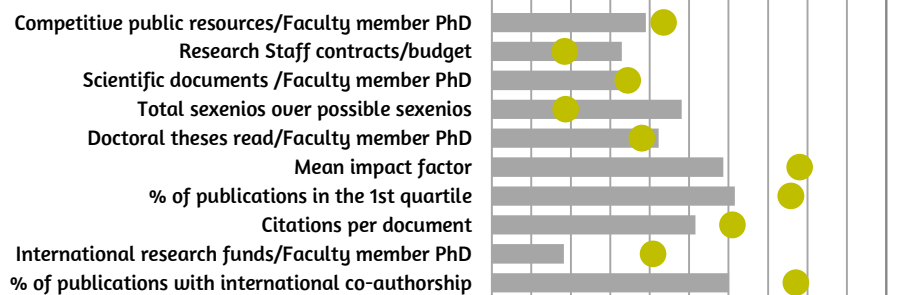 Competitive public resources/Faculty member PhD
Research Staff contracts/budget
Scientific documents /Faculty member PhD
Total sexenios over possible sexenios
Doctoral theses read/Faculty member PhD
Mean impact factor
% of publications in the 1st quartile
Citations per document
International research funds/Faculty member PhD
% of publications with international co-authorship